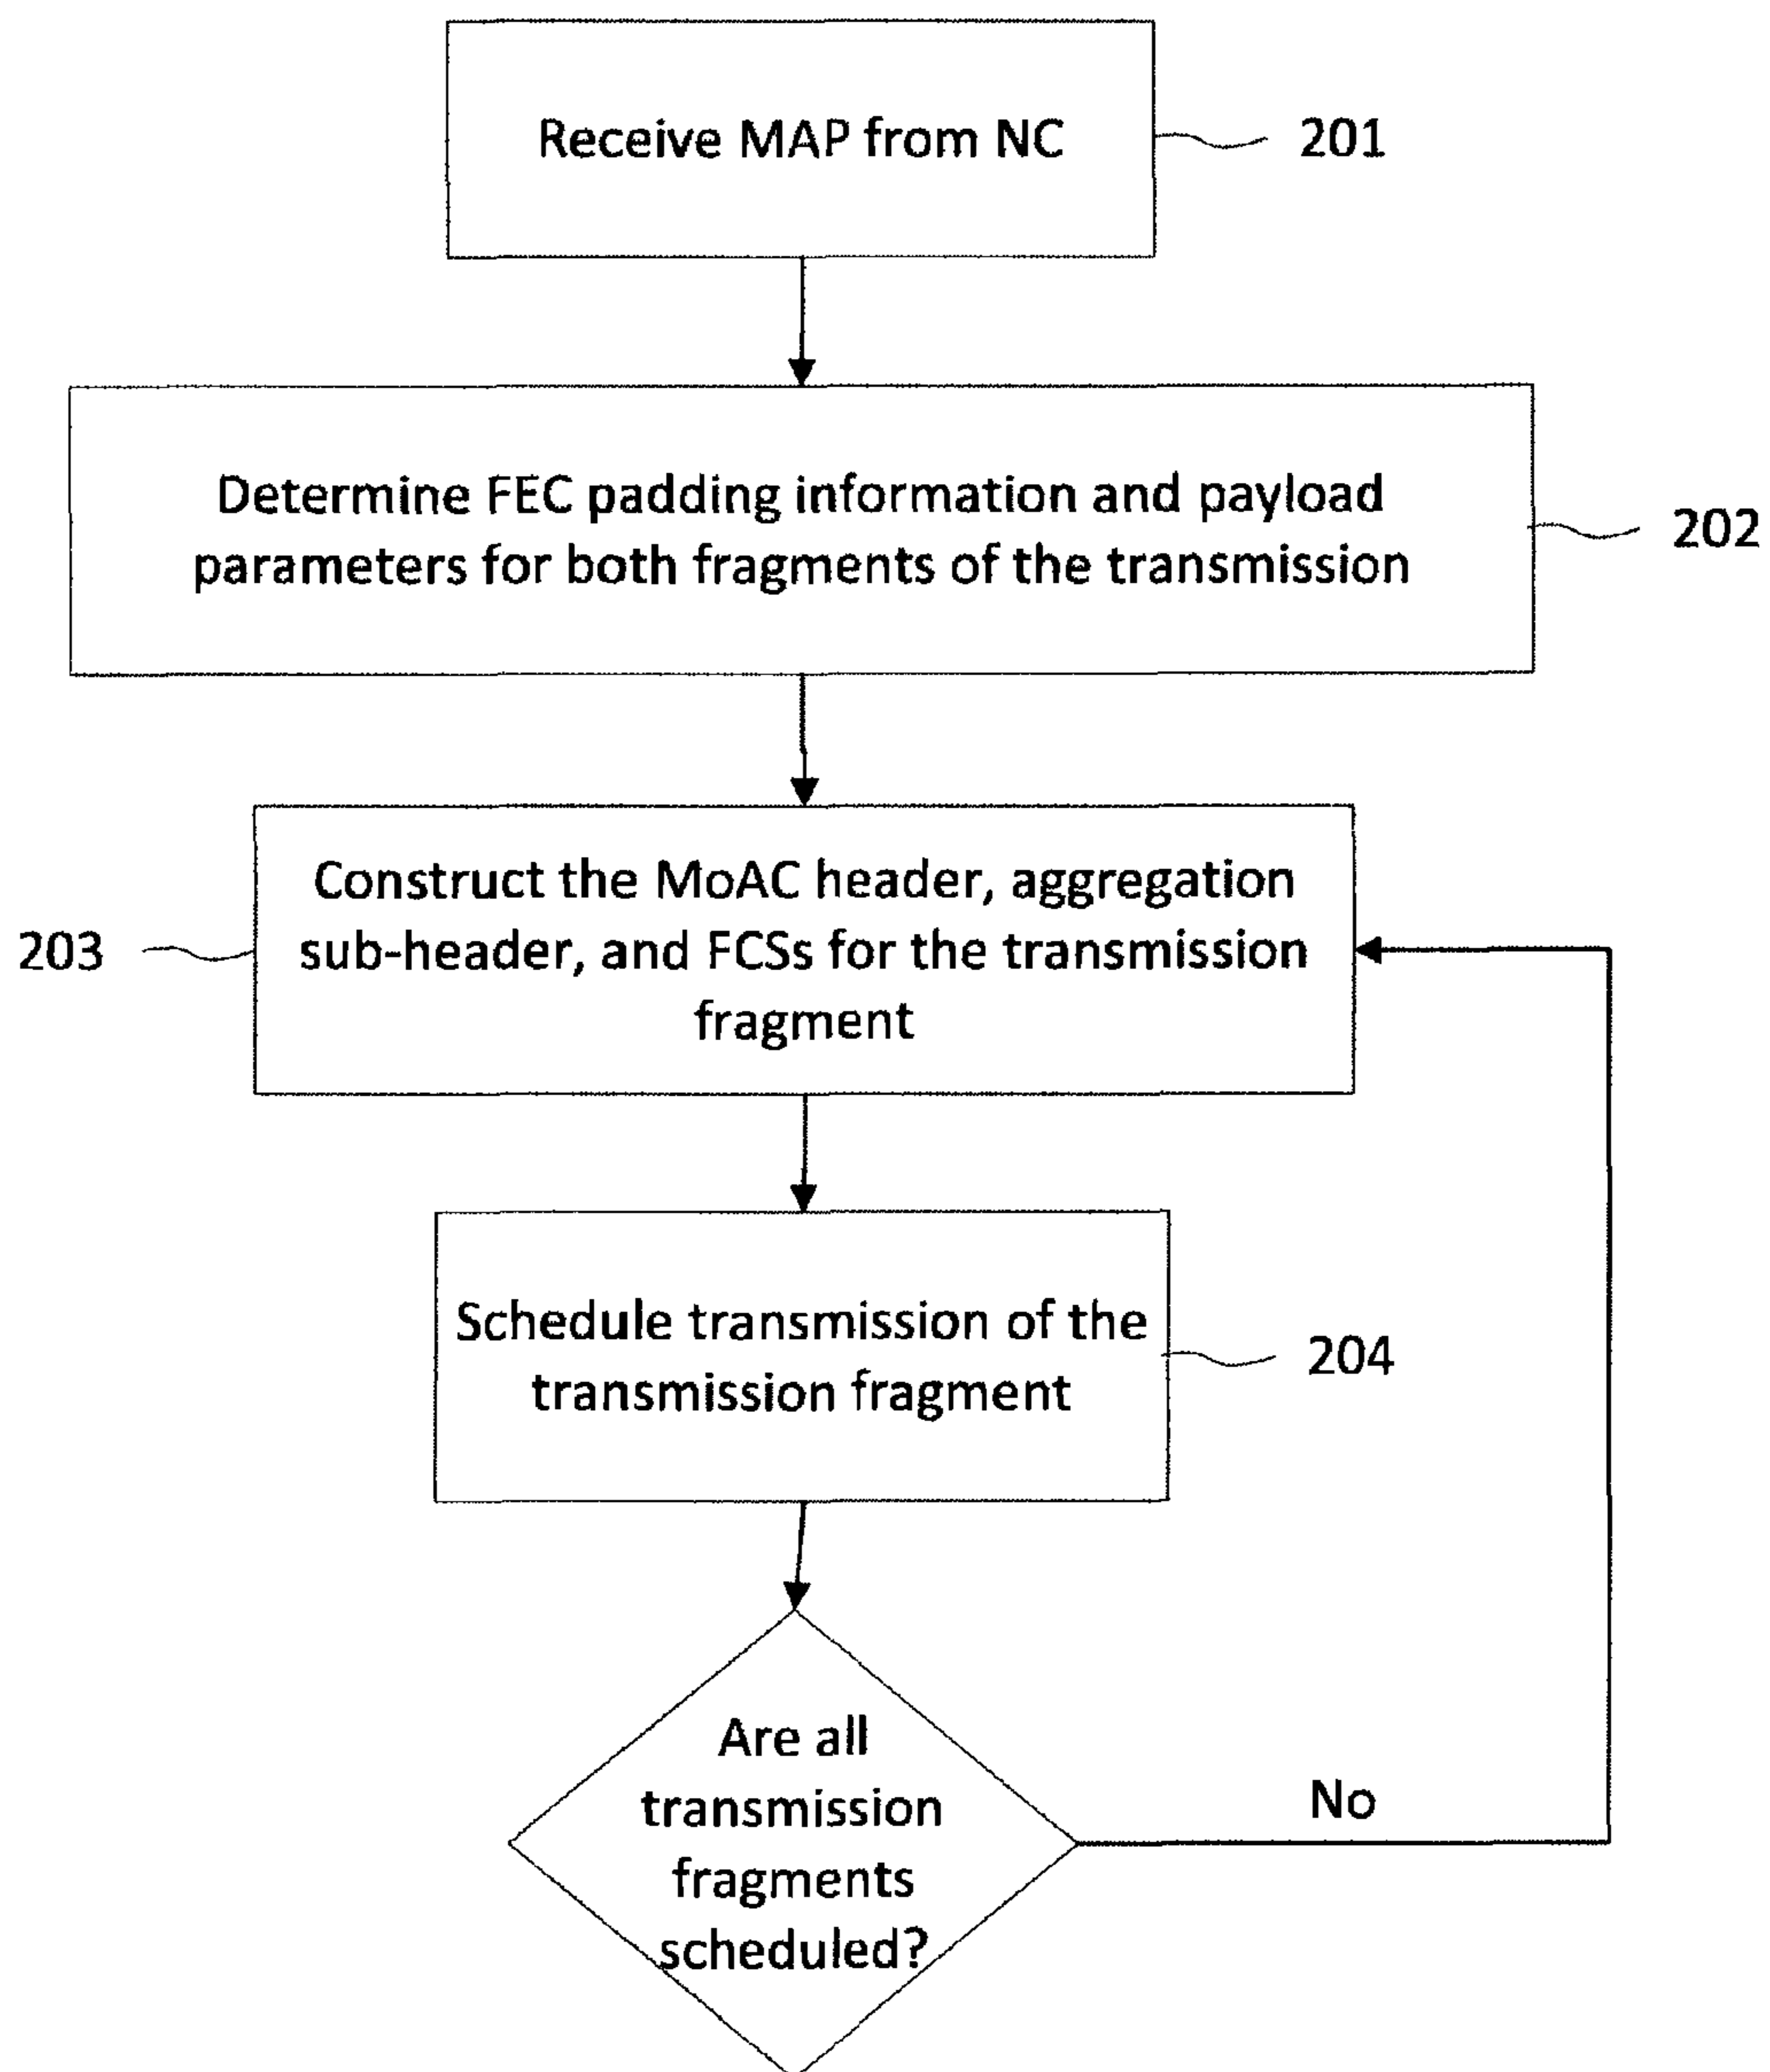 Receive MAP from NC
201
Determine FEC padding information and payload
parameters for both fragments of the transmission
202
Construct the MoAC header, aggregation
sub-header, and FCSs for the transmission
fragment
203
Schedule transmission of the
transmission fragment
204
Are all
transmission
fragments
scheduled?
No